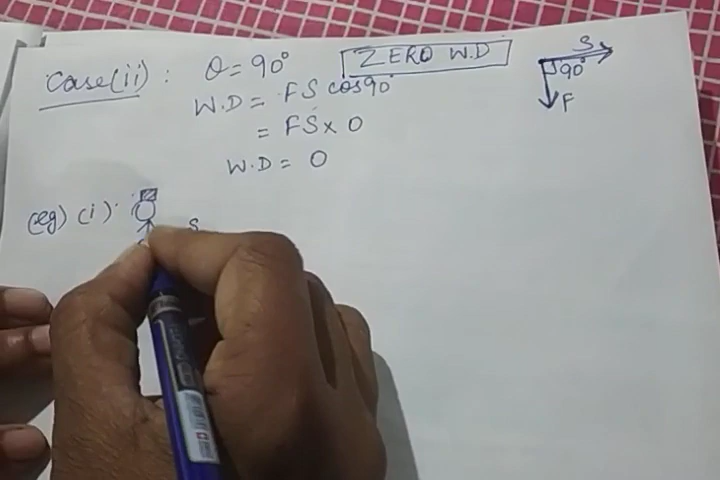 Case(ii) : θ = 90° ZERO W.D
W.D = FS cos90°
= FS × 0
W.D = 0
S
90°
F
(eg) (i).
S